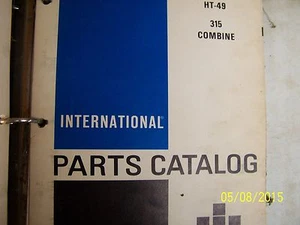 HT-49
315
COMBINE
INTERNATIONAL®
PARTS CATALOG
05/08/2015